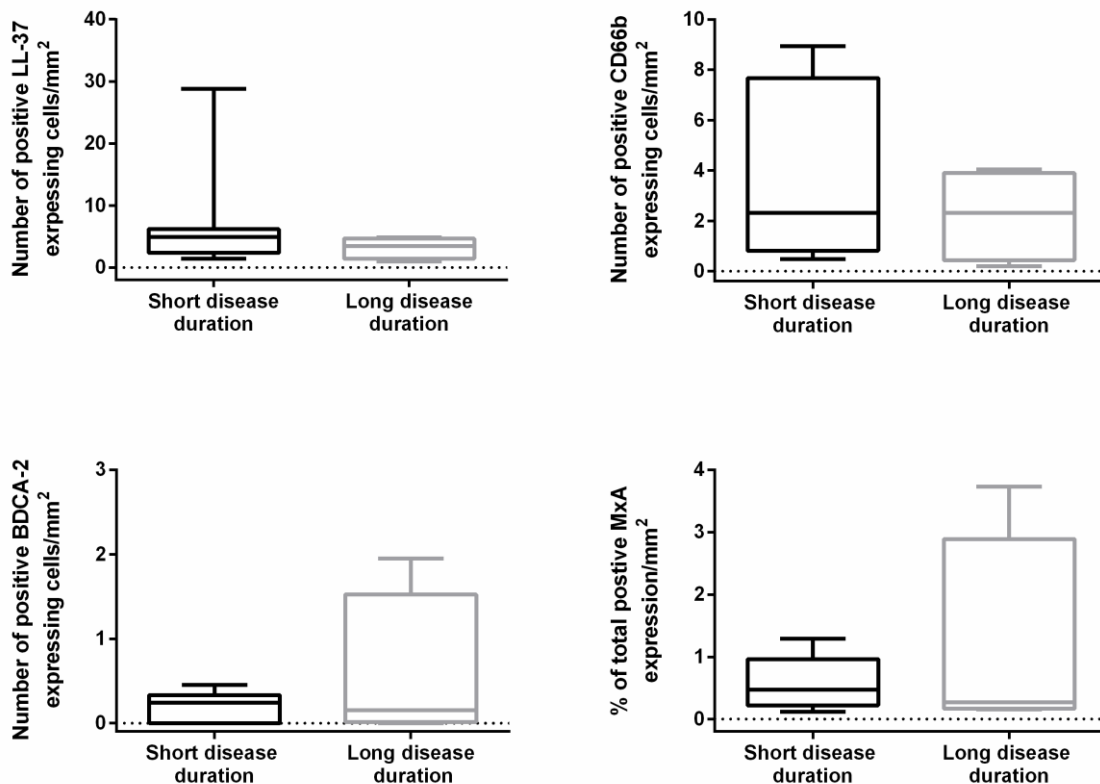 Number of positive LL-37
exrpessing cells/mm²
40
30
20
10
0
Short disease
duration
Long disease
duration
Number of positive CD66b
expressing cells/mm²
10
8
6
4
2
0
Short disease
duration
Long disease
duration
Number of positive BDCA-2
expressing cells/mm²
3
2
1
0
Short disease
duration
Long disease
duration
% of total postive MxA
expression/mm²
4
3
2
1
0
Short disease
duration
Long disease
duration